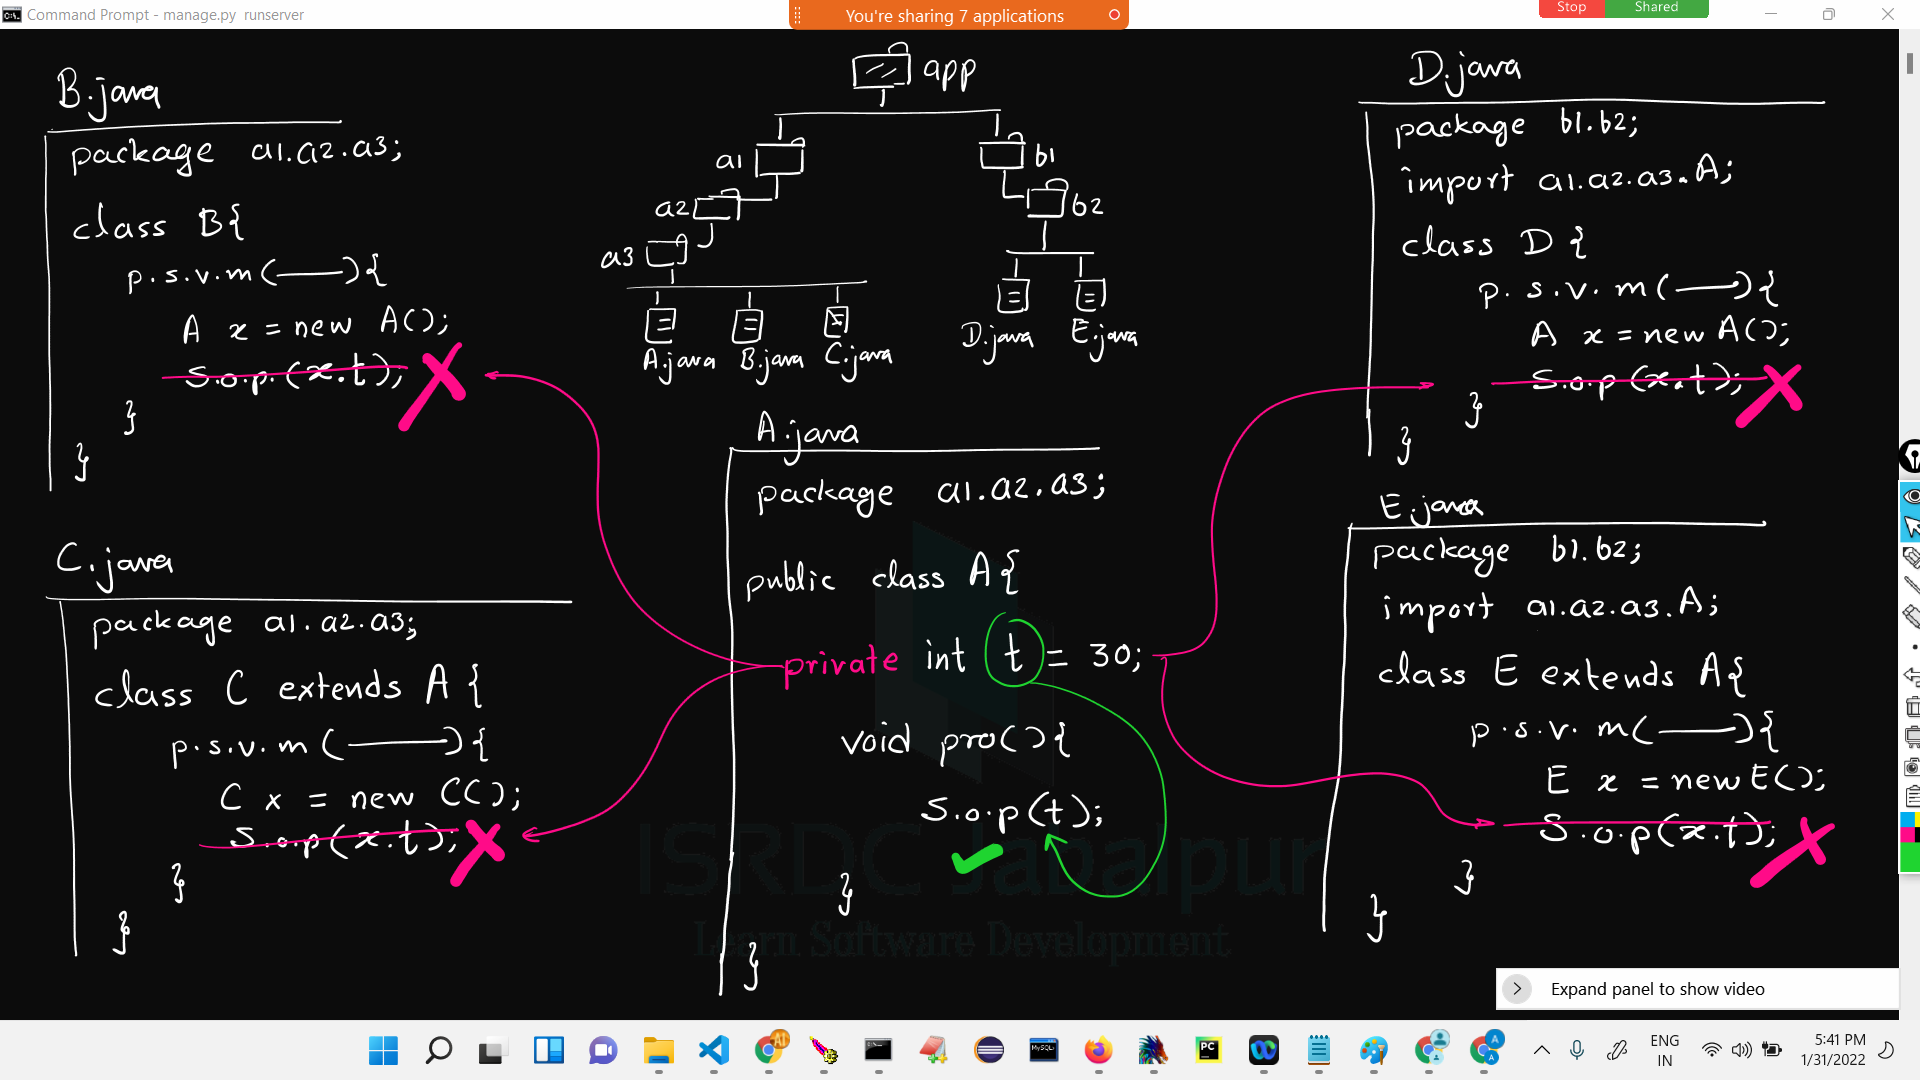 Command Prompt - manage.py runserver
You're sharing 7 applications
Stop Shared
B.java
package a1.a2.a3;
class B{
p.s.v.m(——){
A x = new A();
S.o.p.(x.t);
}
}
app
a1
a2
a3
A.java B.java C.java
b1
b2
D.java E.java
D.java
package b1.b2;
import a1.a2.a3.A;
class D {
p.s.v.m(——){
A x = new A();
S.o.p(x.t);
}
}
C.java
package a1.a2.a3;
class C extends A {
p.s.v.m(——){
C x = new C();
S.o.p(x.t);
}
}
A.java
package a1.a2.a3;
public class A{
private int t = 30;
void pro(){
S.o.p(t);
}
}
E.java
package b1.b2;
import a1.a2.a3.A;
class E extends A{
p.s.v.m(——){
E x = new E();
S.o.p(x.t);
}
}
ISRDC Jabalpur
Learn Software Development
Expand panel to show video
ENG
IN
5:41 PM
1/31/2022